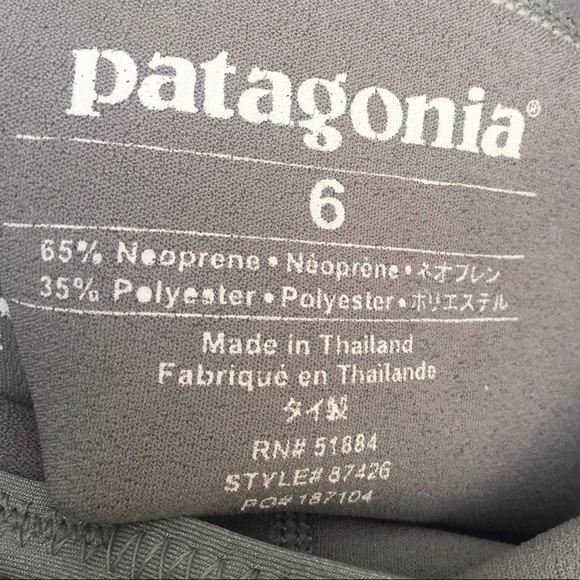 patagonia®
6
65% Neoprene • Néoprène • ネオプレン
35% Polyester • Polyester • ポリエステル
Made in Thailand
Fabriqué en Thaïlande
タイ製
RN# 51884
STYLE# 87426
PO# 187104